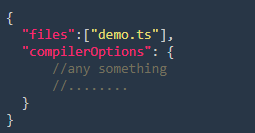 {
"files":["demo.ts"],
"compilerOptions": {
//any something
//........
}
}